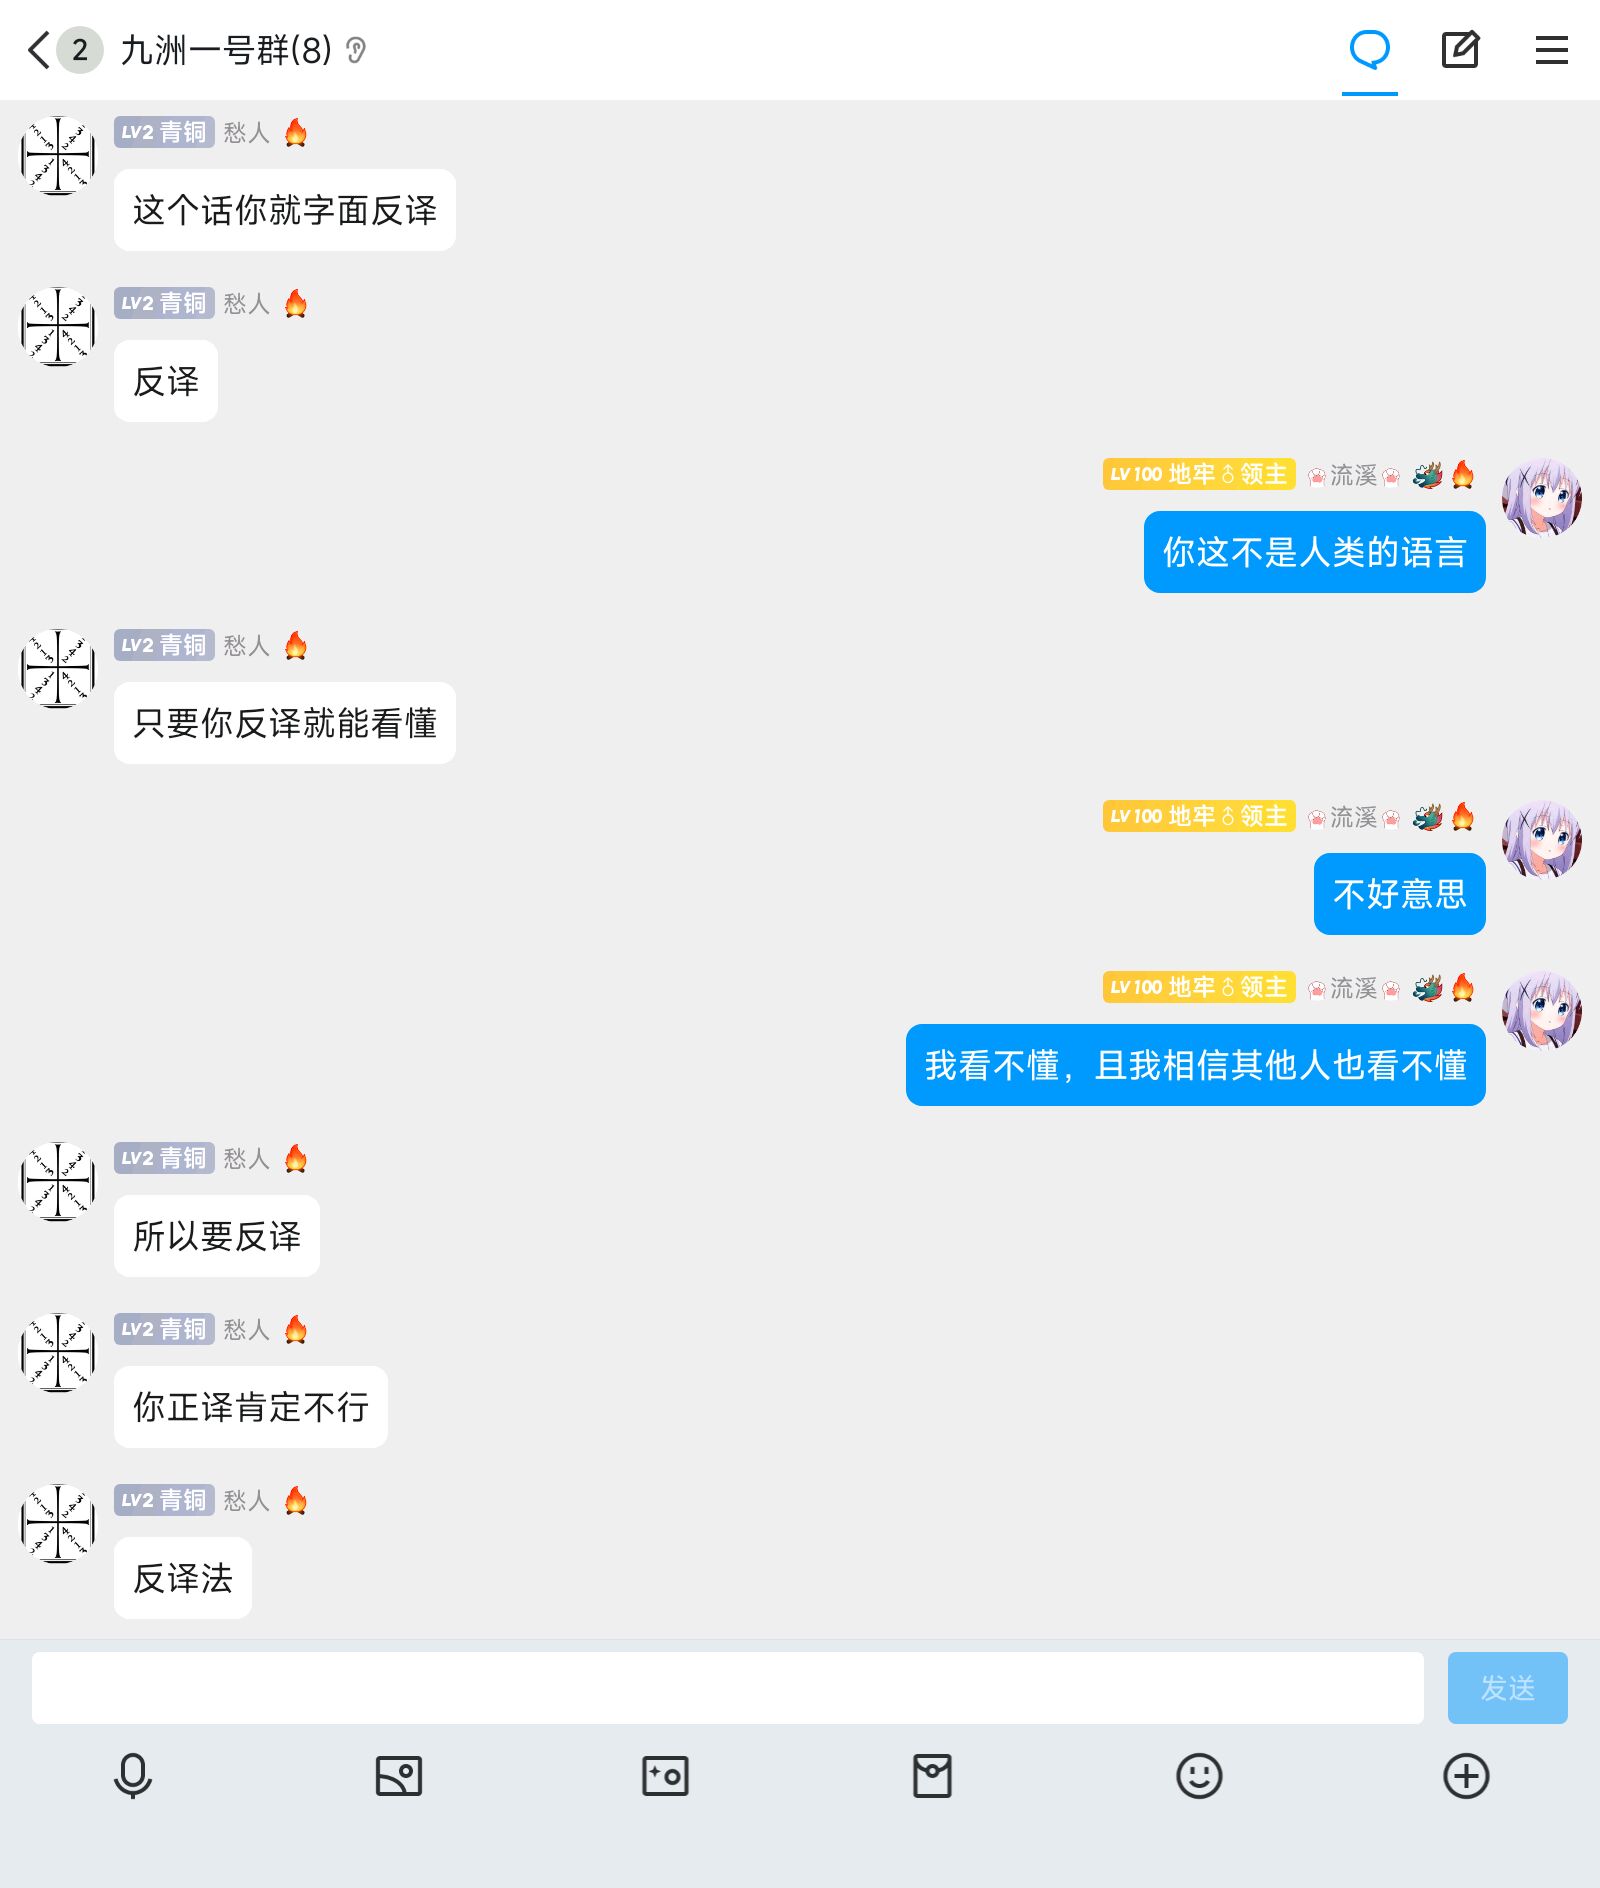 2 九洲一号群(8)
LV2 青铜 愁人
这个话你就字面反译
LV2 青铜 愁人
反译
LV100 地牢♂领主 流溪
你这不是人类的语言
LV2 青铜 愁人
只要你反译就能看懂
LV100 地牢♂领主 流溪
不好意思
LV100 地牢♂领主 流溪
我看不懂，且我相信其他人也看不懂
LV2 青铜 愁人
所以要反译
LV2 青铜 愁人
你正译肯定不行
LV2 青铜 愁人
反译法
发送